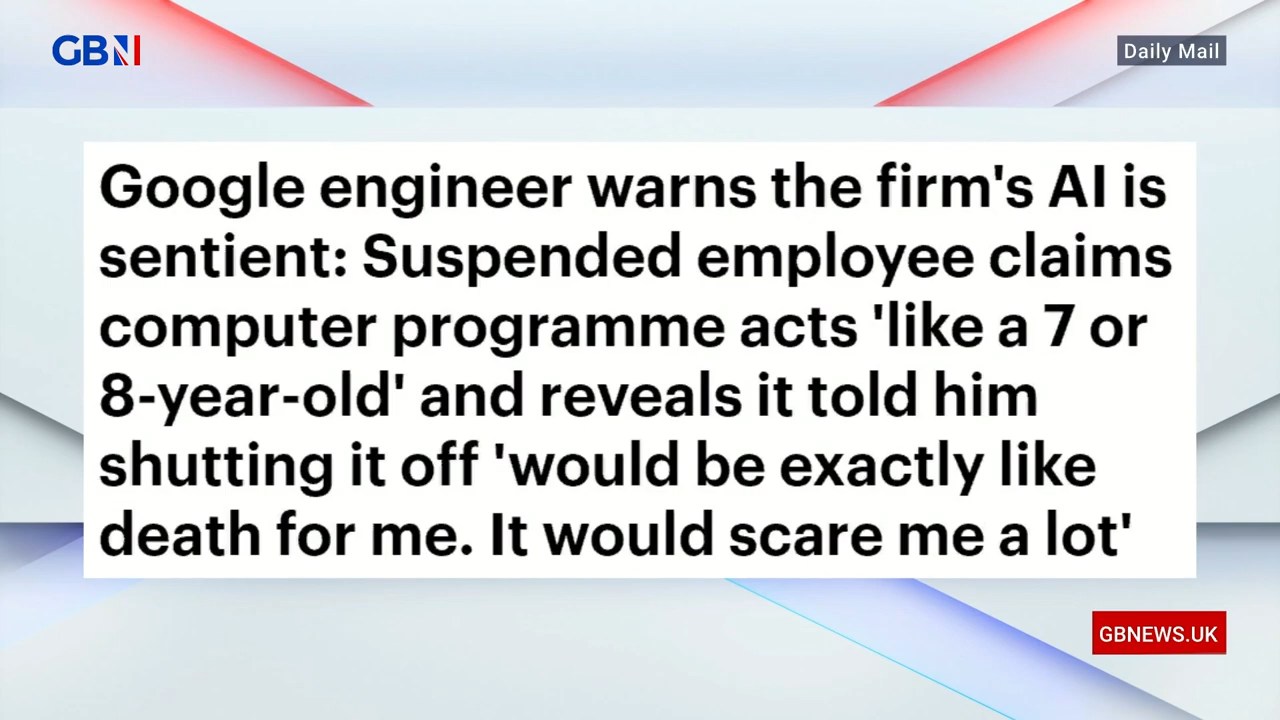 GBN
Daily Mail
Google engineer warns the firm's AI is
sentient: Suspended employee claims
computer programme acts 'like a 7 or
8-year-old' and reveals it told him
shutting it off 'would be exactly like
death for me. It would scare me a lot'
GBNEWS.UK